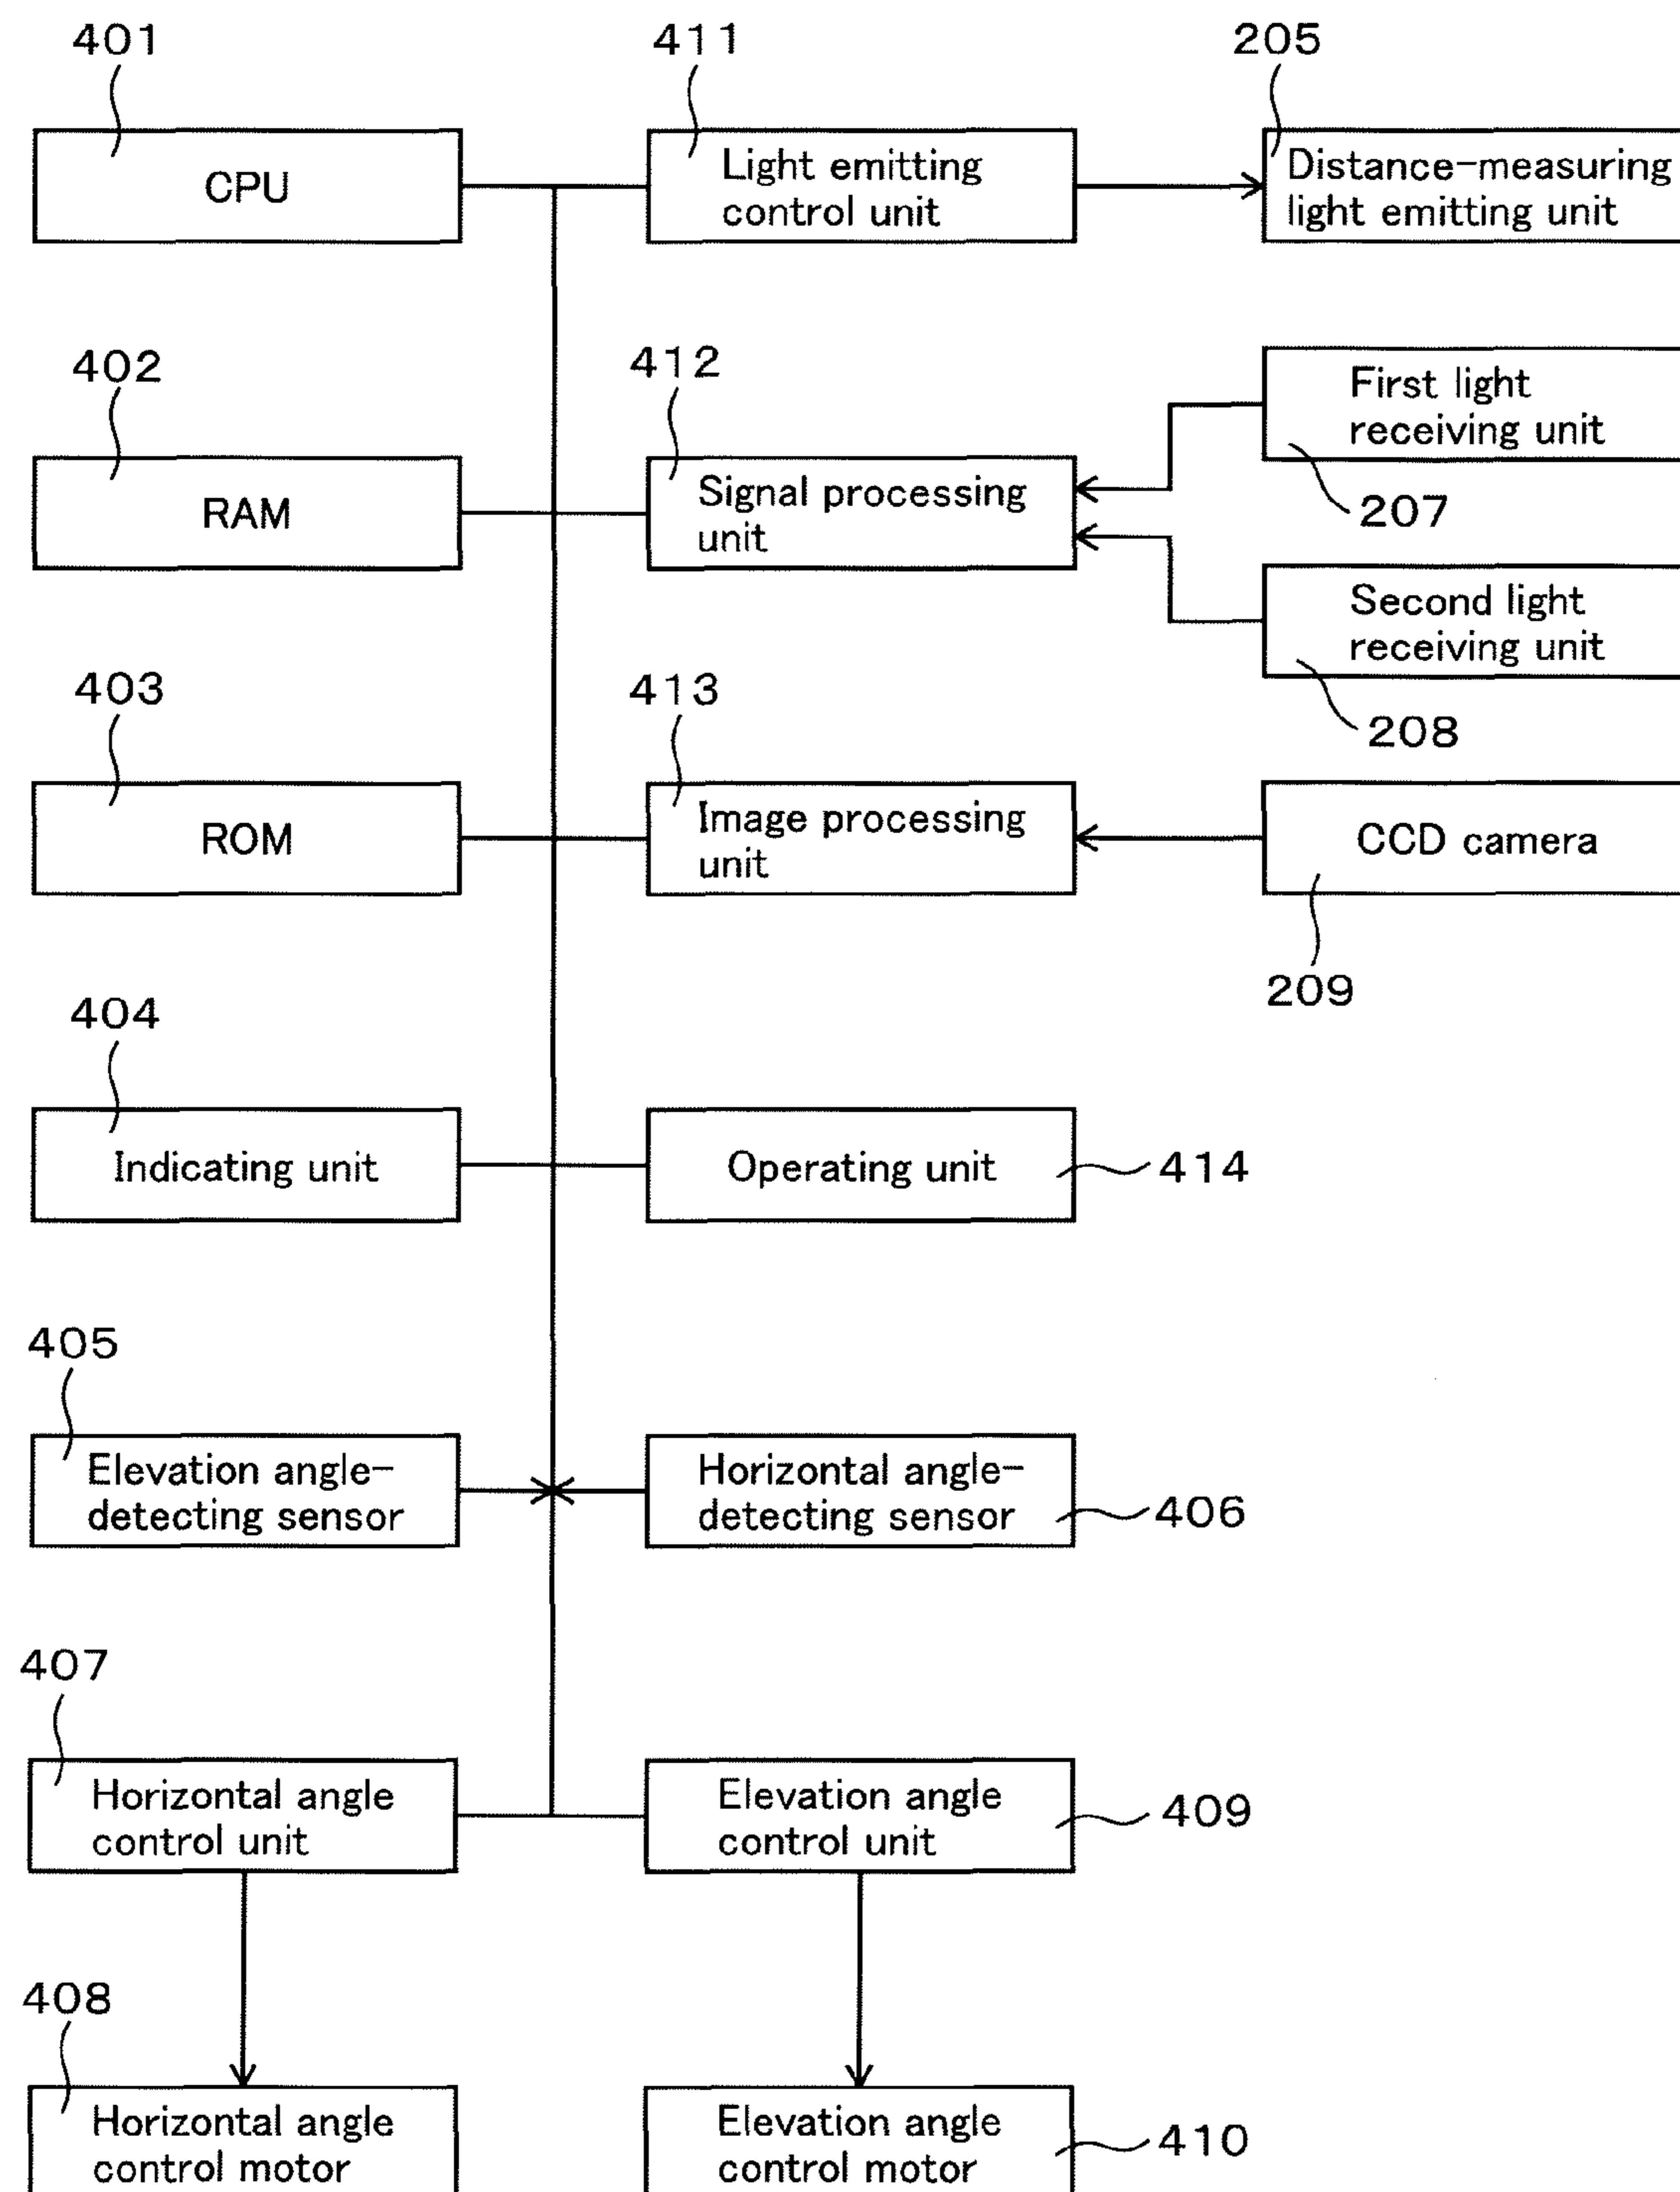 401
411
205
CPU
Light emitting
control unit
Distance-measuring
light emitting unit
402
412
First light
receiving unit
RAM
Signal processing
unit
207
Second light
receiving unit
403
413
208
ROM
Image processing
unit
CCD camera
209
404
Indicating unit
Operating unit
414
405
Elevation angle-
detecting sensor
Horizontal angle-
detecting sensor
406
407
Horizontal angle
control unit
Elevation angle
control unit
409
408
Horizontal angle
control motor
Elevation angle
control motor
410